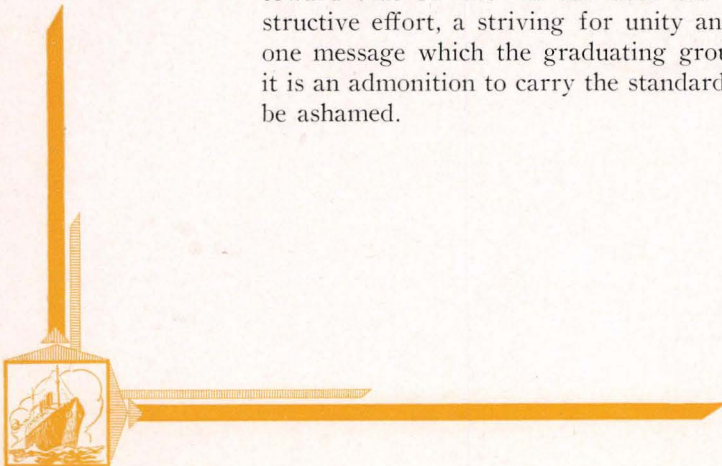 structive effort, a striving for unity an
one message which the graduating grou
it is an admonition to carry the standard
be ashamed.